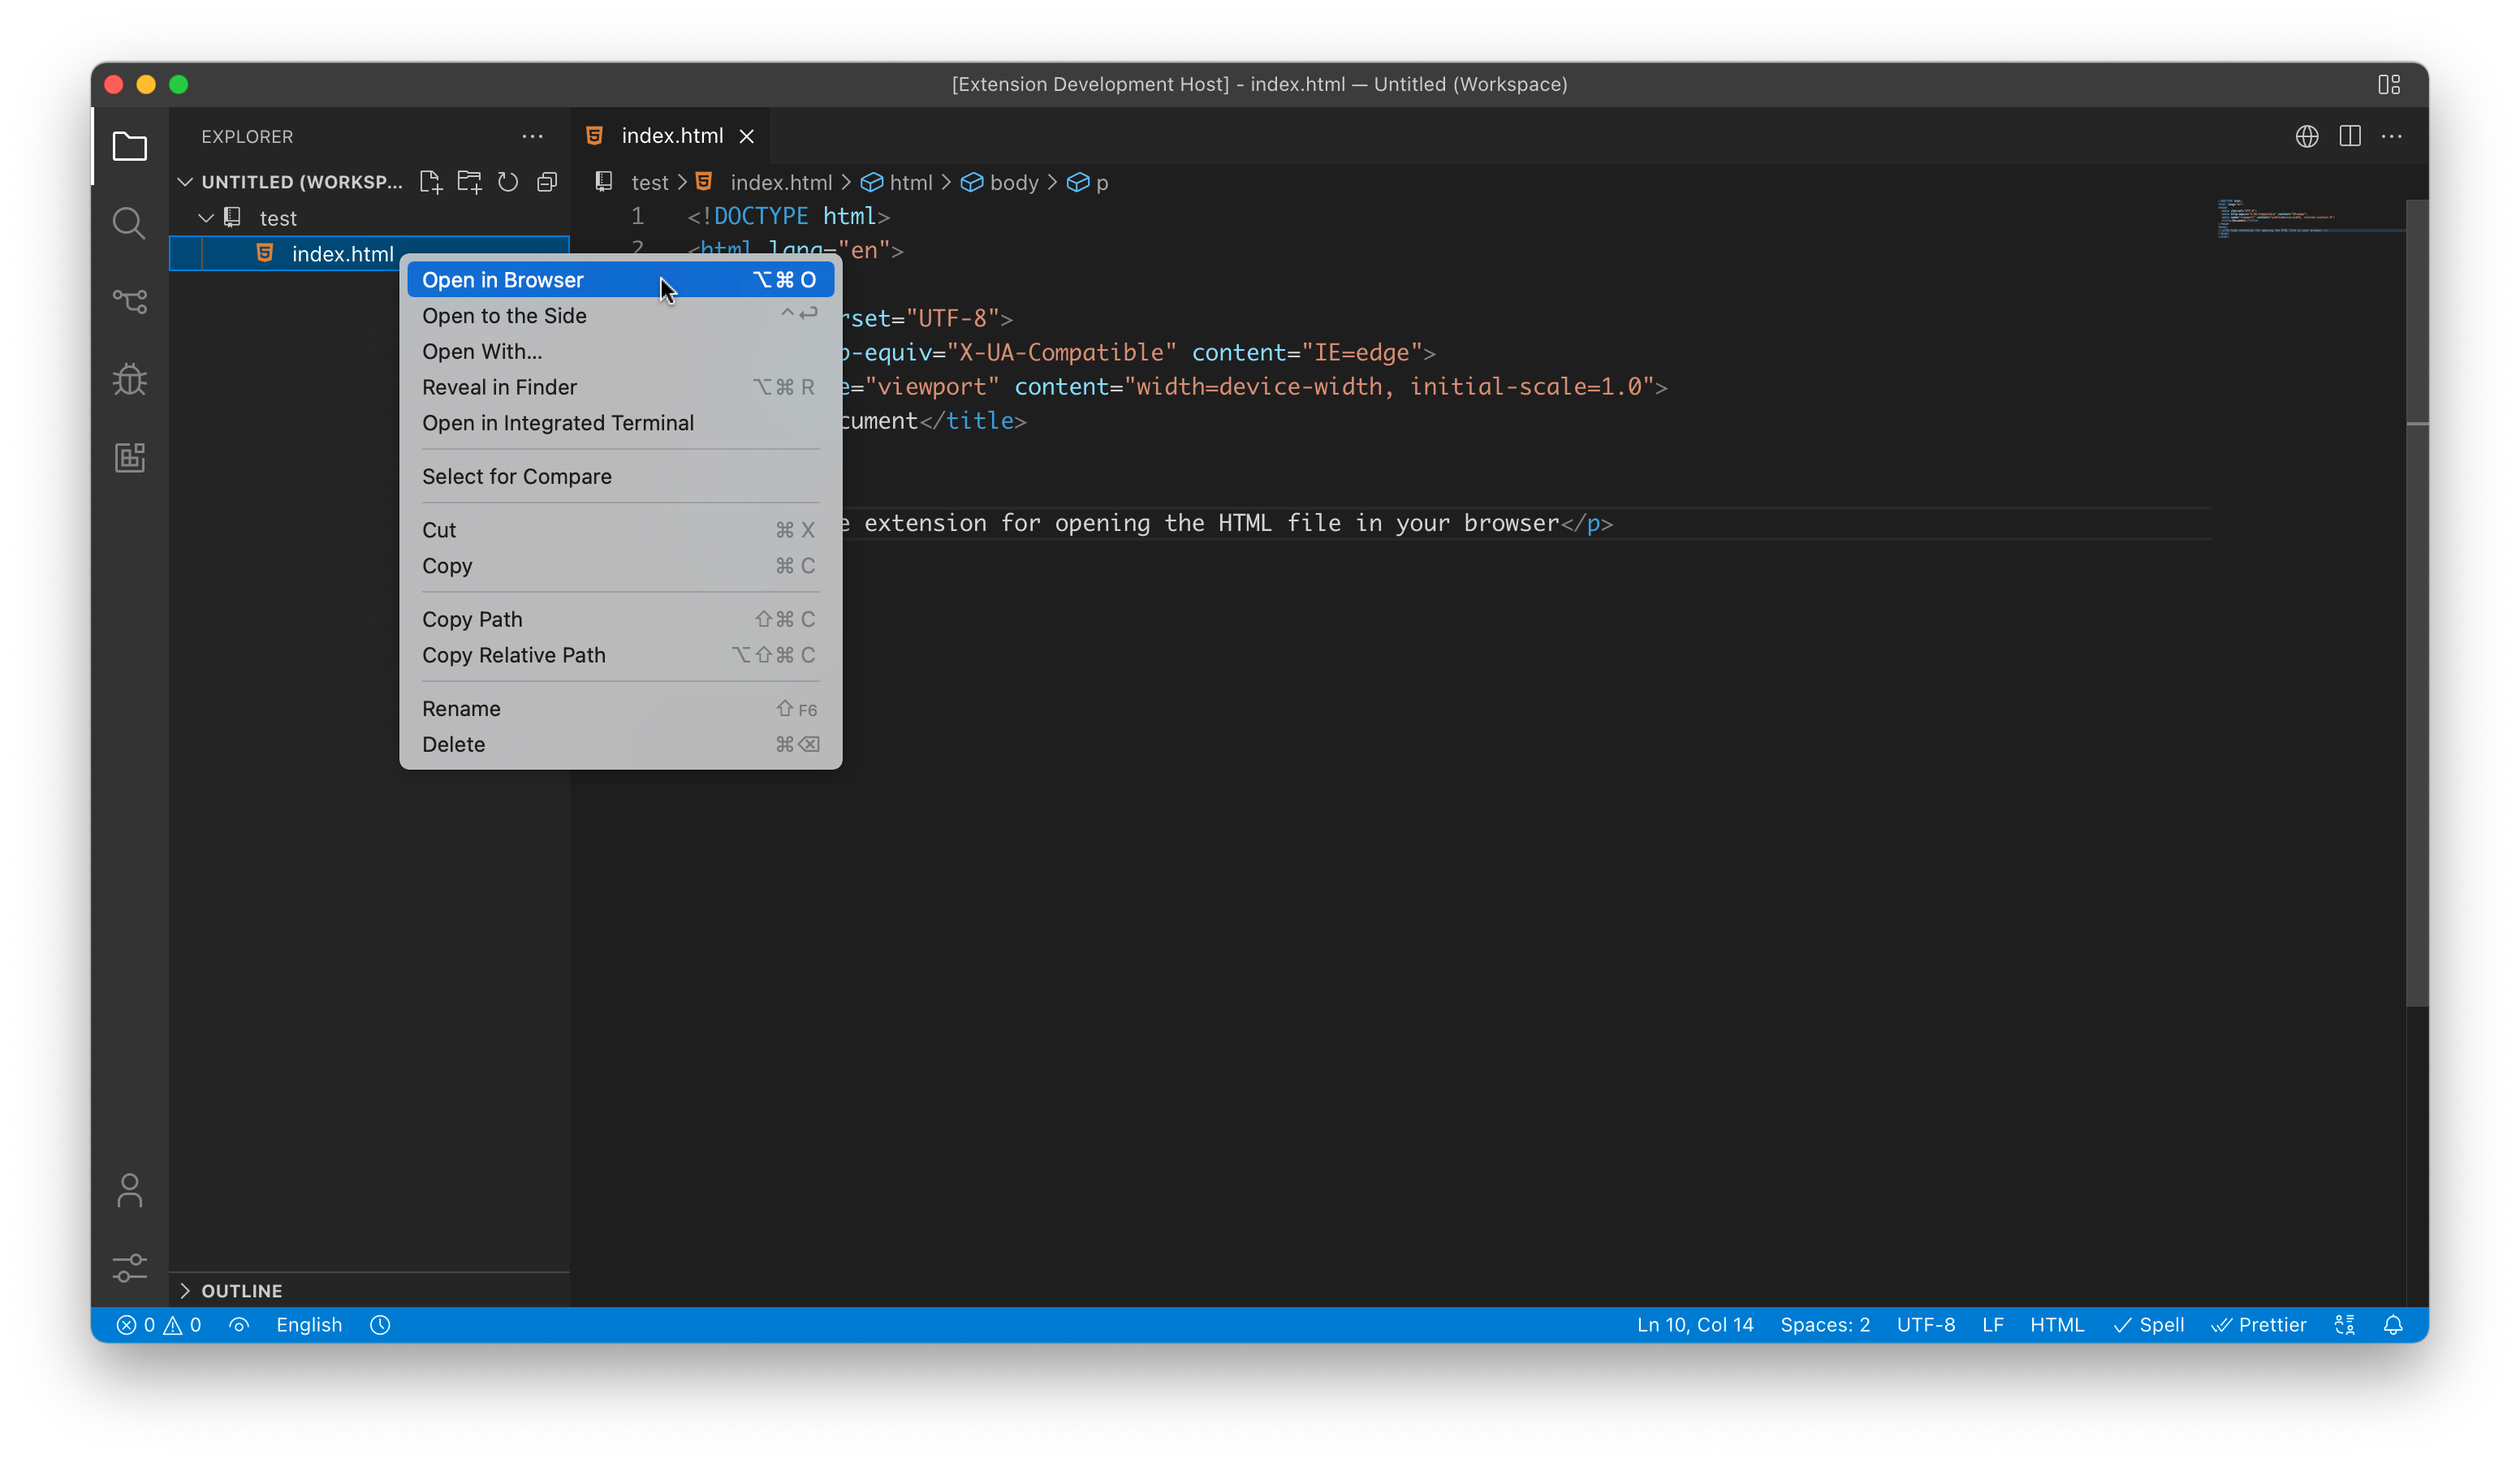 [Extension Development Host] - index.html — Untitled (Workspace)
EXPLORER
UNTITLED (WORKSP...
test
index.html
index.html
test > index.html > html > body > p
1 <!DOCTYPE html>
2 <html lang="en">
rset="UTF-8">
p-equiv="X-UA-Compatible" content="IE=edge">
e="viewport" content="width=device-width, initial-scale=1.0">
cument</title>
e extension for opening the HTML file in your browser</p>
Open in Browser ⌥⌘ O
Open to the Side ^↩
Open With...
Reveal in Finder ⌥⌘ R
Open in Integrated Terminal
Select for Compare
Cut ⌘ X
Copy ⌘ C
Copy Path ⇧⌘ C
Copy Relative Path ⌥⇧⌘ C
Rename ⇧ F6
Delete ⌘⌫
OUTLINE
0 0 English
Ln 10, Col 14 Spaces: 2 UTF-8 LF HTML Spell Prettier